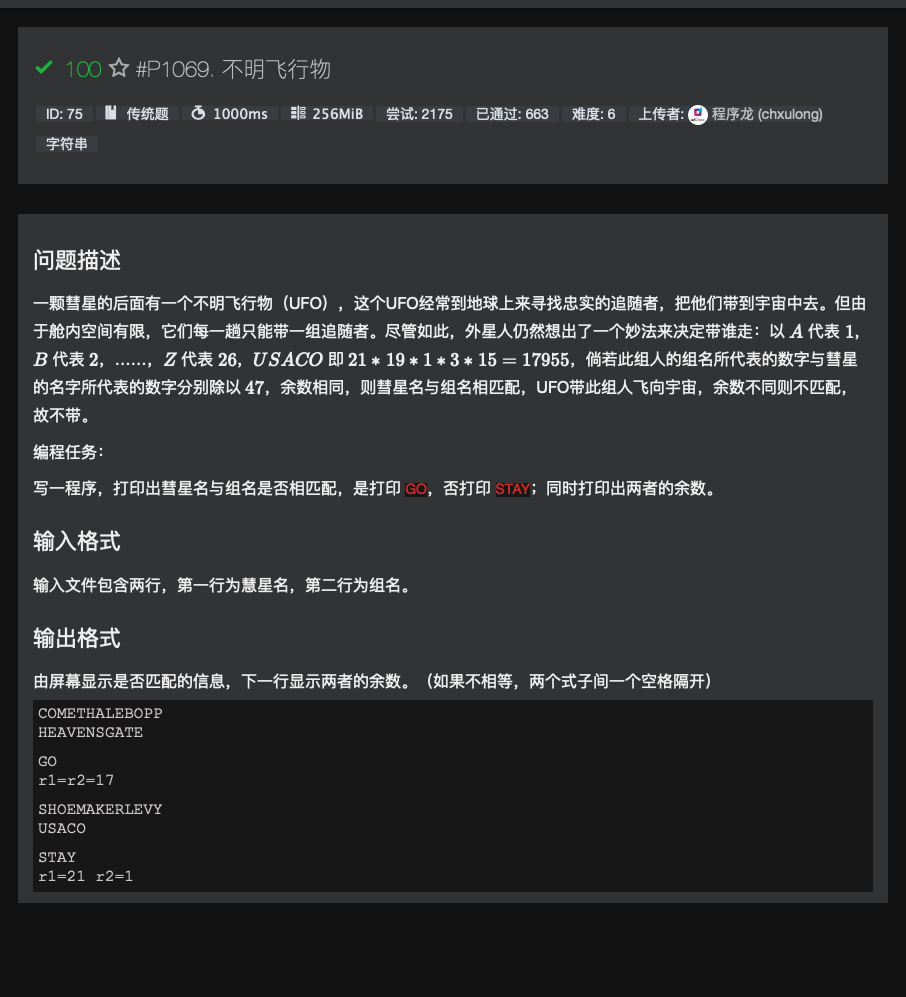 100 #P1069. 不明飞行物
ID: 75 传统题 1000ms 256MiB 尝试: 2175 已通过: 663 难度: 6 上传者: 程序龙 (chxulong)
字符串
问题描述
一颗彗星的后面有一个不明飞行物（UFO），这个UFO经常到地球上来寻找忠实的追随者，把他们带到宇宙中去。但由
于舱内空间有限，它们每一趟只能带一组追随者。尽管如此，外星人仍然想出了一个妙法来决定带谁走：以 A 代表 1，
B 代表 2，……，Z 代表 26，USACO 即 21 * 19 * 1 * 3 * 15 = 17955，倘若此组人的组名所代表的数字与彗星
的名字所代表的数字分别除以 47，余数相同，则彗星名与组名相匹配，UFO带此组人飞向宇宙，余数不同则不匹配，
故不带。
编程任务：
写一程序，打印出彗星名与组名是否相匹配，是打印 GO，否打印 STAY；同时打印出两者的余数。
输入格式
输入文件包含两行，第一行为慧星名，第二行为组名。
输出格式
由屏幕显示是否匹配的信息，下一行显示两者的余数。（如果不相等，两个式子间一个空格隔开）
COMETHALEBOPP
HEAVENSGATE
GO
r1=r2=17
SHOEMAKERLEVY
USACO
STAY
r1=21 r2=1